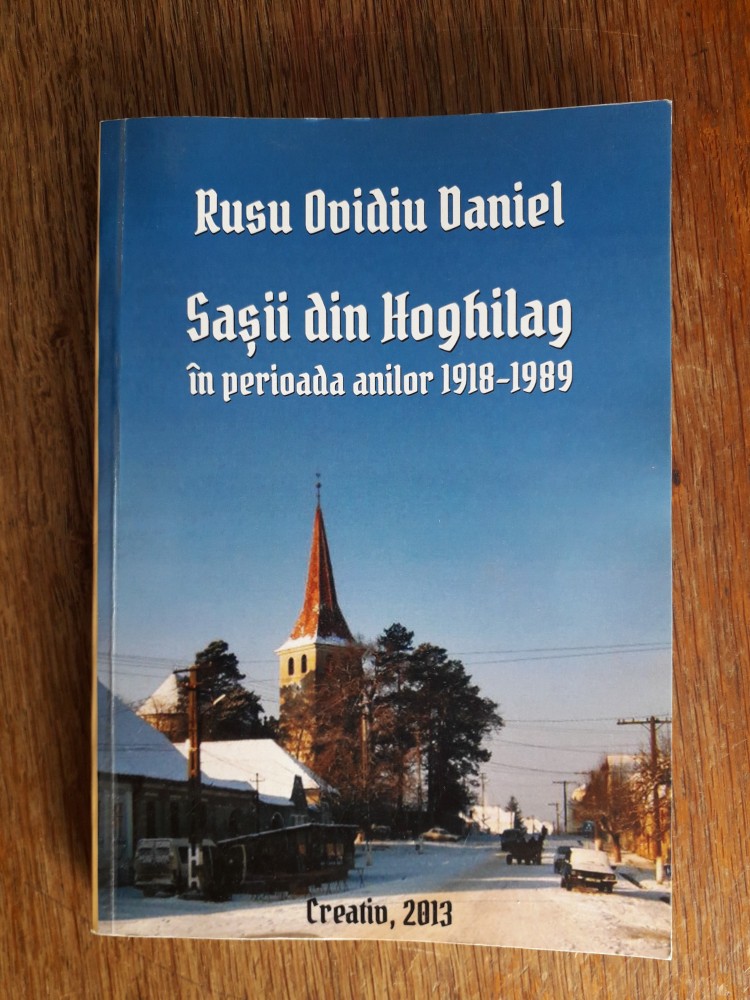 Rusu Ovidiu Daniel
Sașii din Hoghilag
în perioada anilor 1918-1989
Creativ, 2013